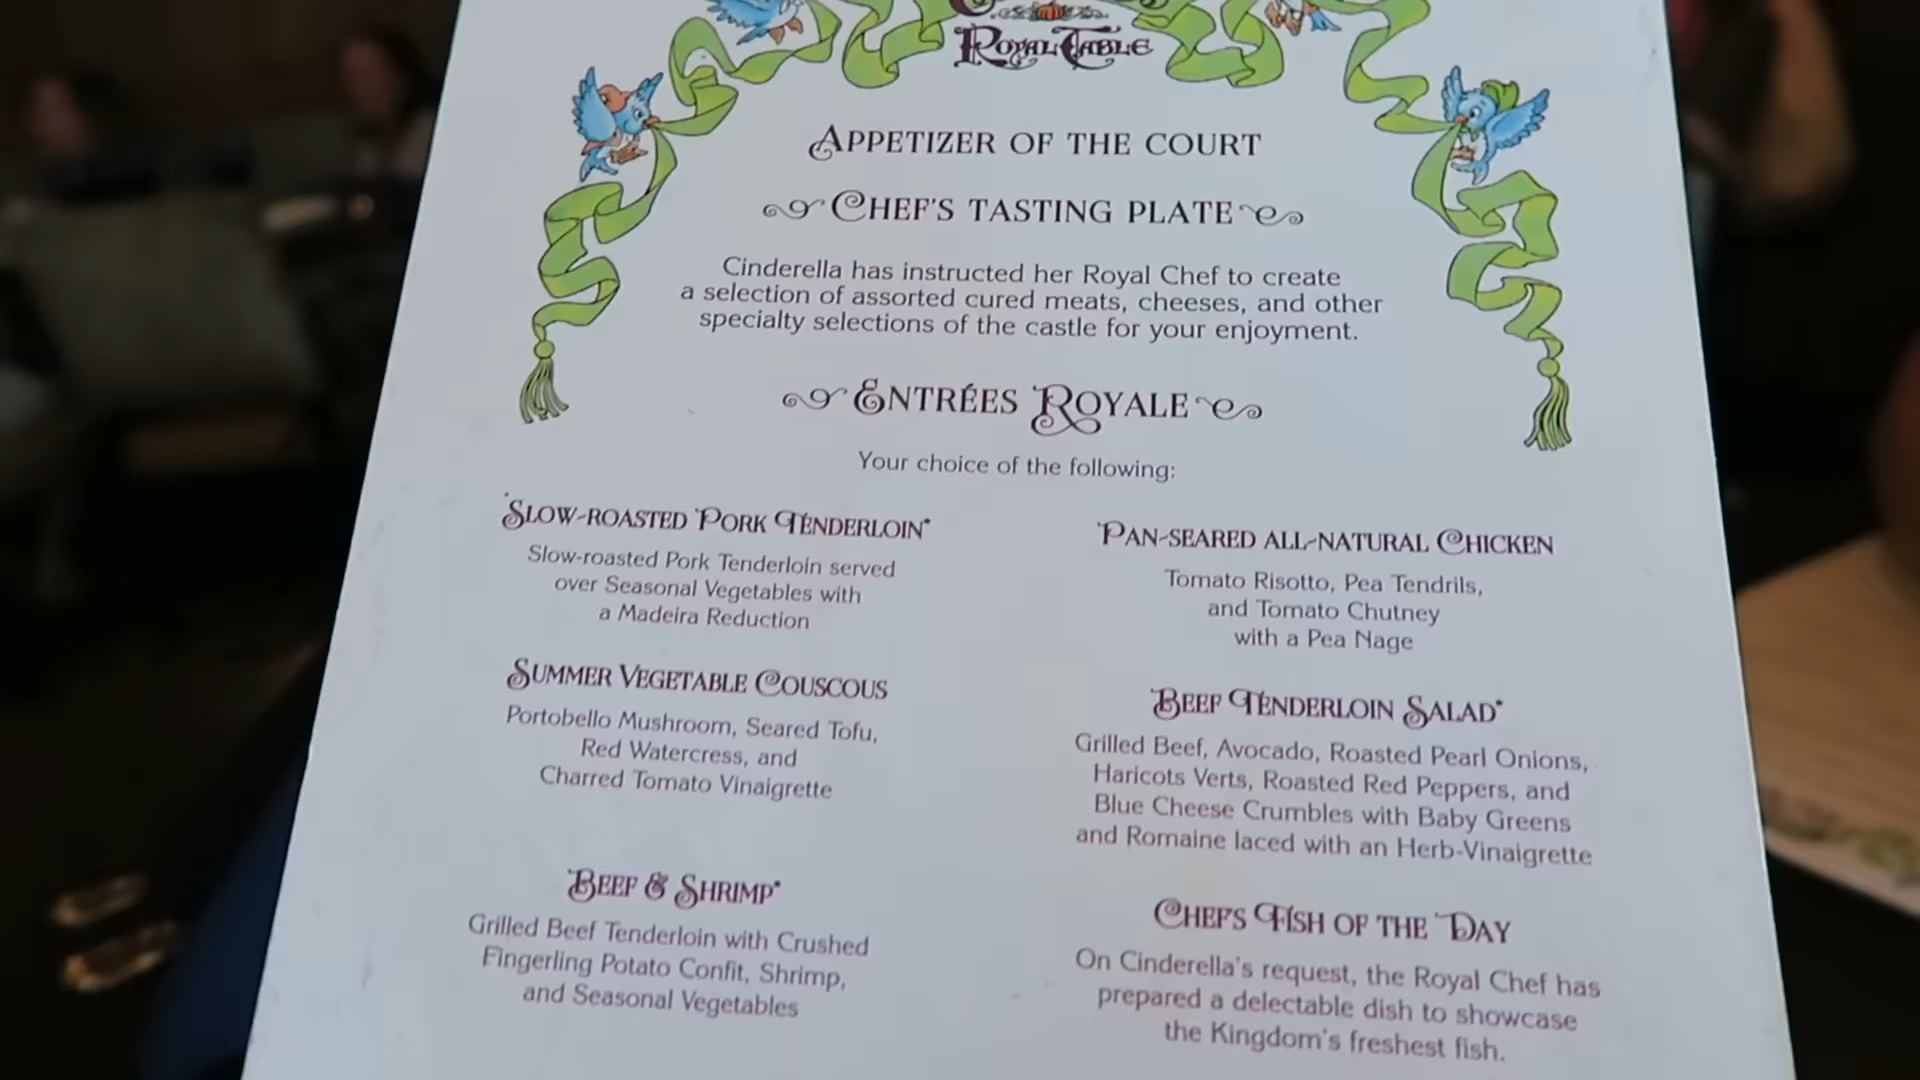 Royal Table
Appetizer of the Court
Chef's Tasting Plate
Cinderella has instructed her Royal Chef to create
a selection of assorted cured meats, cheeses, and other
specialty selections of the castle for your enjoyment.
Entrées Royale
Your choice of the following:
Slow-roasted Pork Tenderloin*
Slow-roasted Pork Tenderloin served
over Seasonal Vegetables with
a Madeira Reduction
Pan-seared all-natural Chicken
Tomato Risotto, Pea Tendrils,
and Tomato Chutney
with a Pea Nage
Summer Vegetable Couscous
Portobello Mushroom, Seared Tofu,
Red Watercress, and
Charred Tomato Vinaigrette
Beef Tenderloin Salad*
Grilled Beef, Avocado, Roasted Pearl Onions,
Haricots Verts, Roasted Red Peppers, and
Blue Cheese Crumbles with Baby Greens
and Romaine laced with an Herb-Vinaigrette
Beef & Shrimp*
Grilled Beef Tenderloin with Crushed
Fingerling Potato Confit, Shrimp,
and Seasonal Vegetables
Chef's Fish of the Day
On Cinderella's request, the Royal Chef has
prepared a delectable dish to showcase
the Kingdom's freshest fish.